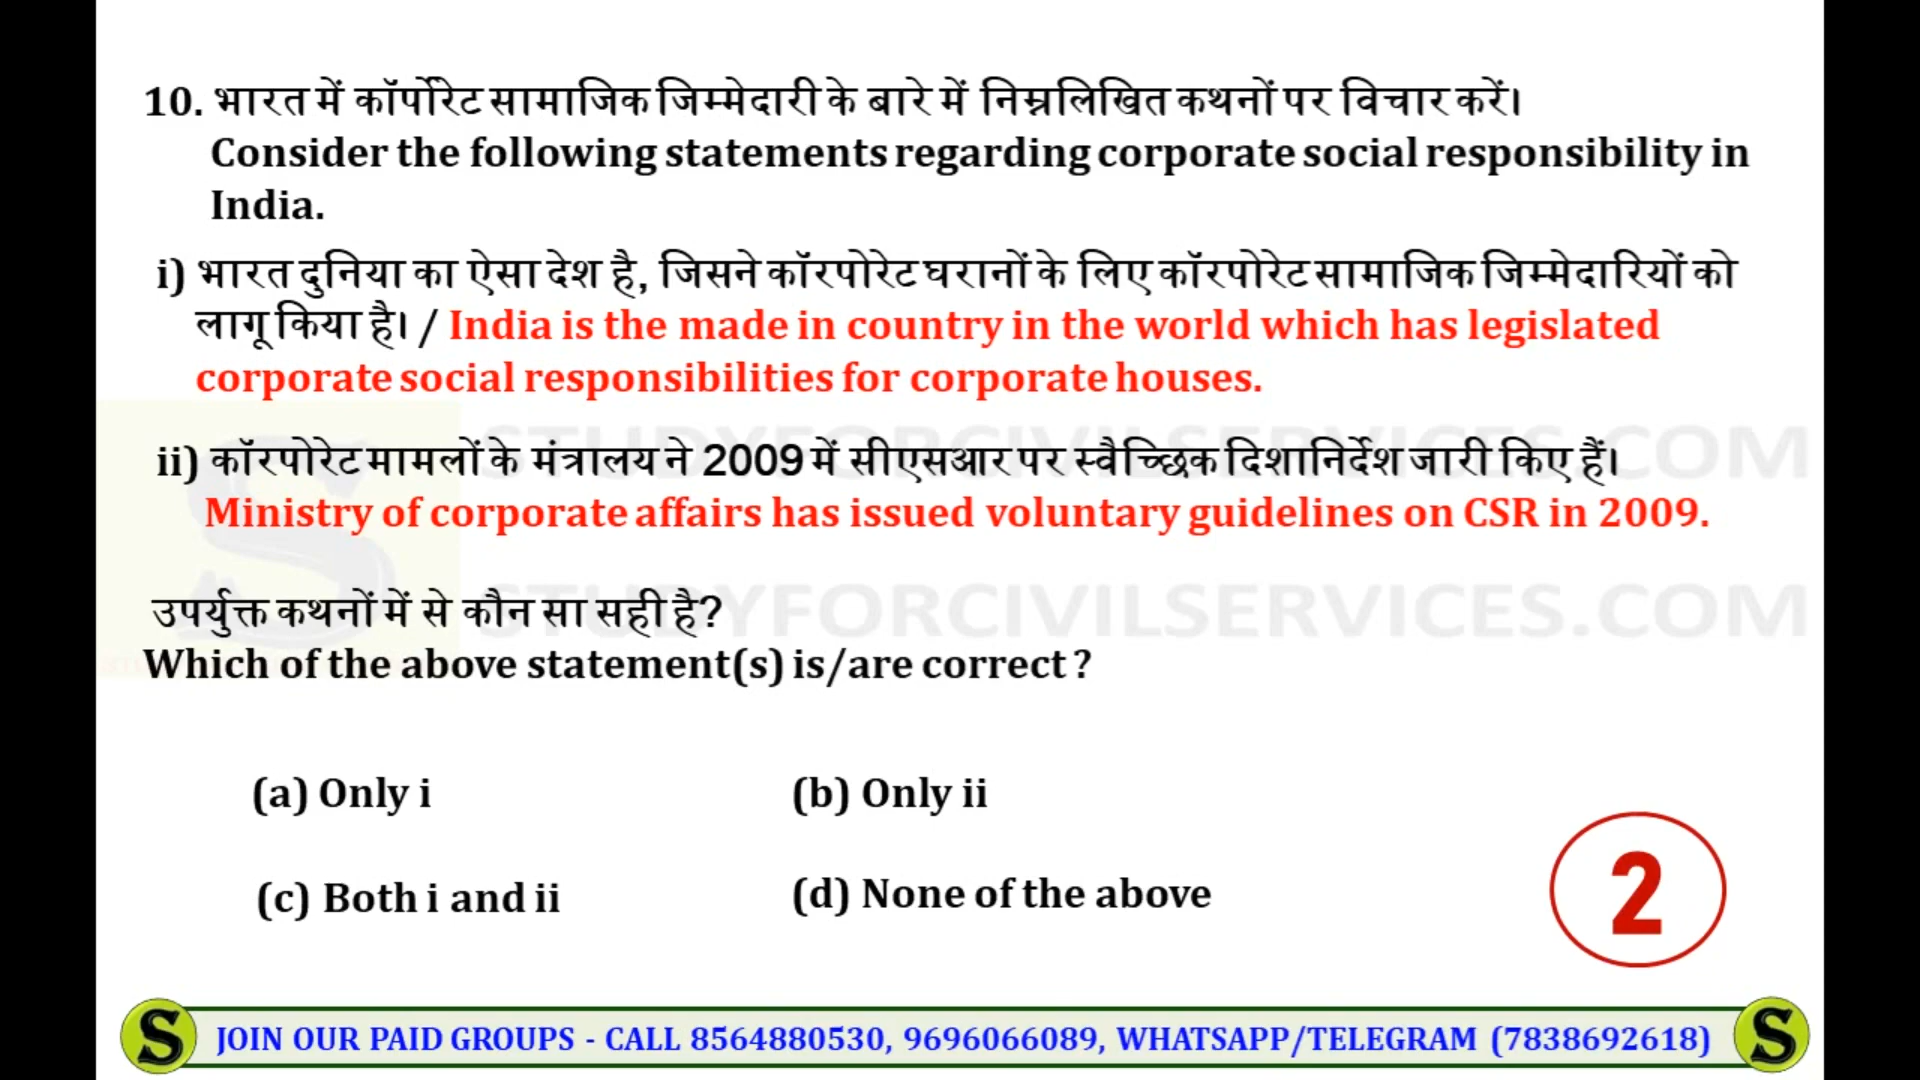 10. भारत में कॉर्पोरेट सामाजिक जिम्मेदारी के बारे में निम्नलिखित कथनों पर विचार करें।
Consider the following statements regarding corporate social responsibility in
India.
i) भारत दुनिया का ऐसा देश है, जिसने कॉरपोरेट घरानों के लिए कॉरपोरेट सामाजिक जिम्मेदारियों को
लागू किया है। / India is the made in country in the world which has legislated
corporate social responsibilities for corporate houses.
STUDYFORCIVILSERVICES.COM
ii) कॉरपोरेट मामलों के मंत्रालय ने 2009 में सीएसआर पर स्वैच्छिक दिशानिर्देश जारी किए हैं।
Ministry of corporate affairs has issued voluntary guidelines on CSR in 2009.
STUDYFORCIVILSERVICES.COM
उपर्युक्त कथनों में से कौन सा सही है?
Which of the above statement(s) is/are correct ?
(a) Only i
(b) Only ii
(c) Both i and ii
(d) None of the above
2
S JOIN OUR PAID GROUPS - CALL 8564880530, 9696066089, WHATSAPP/TELEGRAM (7838692618) S